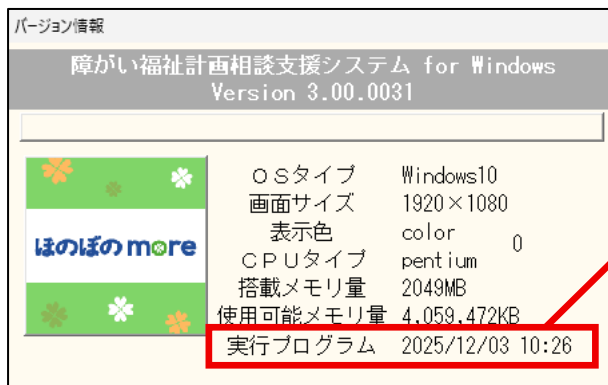 バージョン情報
障がい福祉計画相談支援システム for Windows
Version 3.00.0031
ほのぼの more
ＯＳタイプ Windows10
画面サイズ 1920×1080
表示色 color 0
ＣＰＵタイプ pentium
搭載メモリ量 2049MB
使用可能メモリ量 4,059,472KB
実行プログラム 2025/12/03 10:26